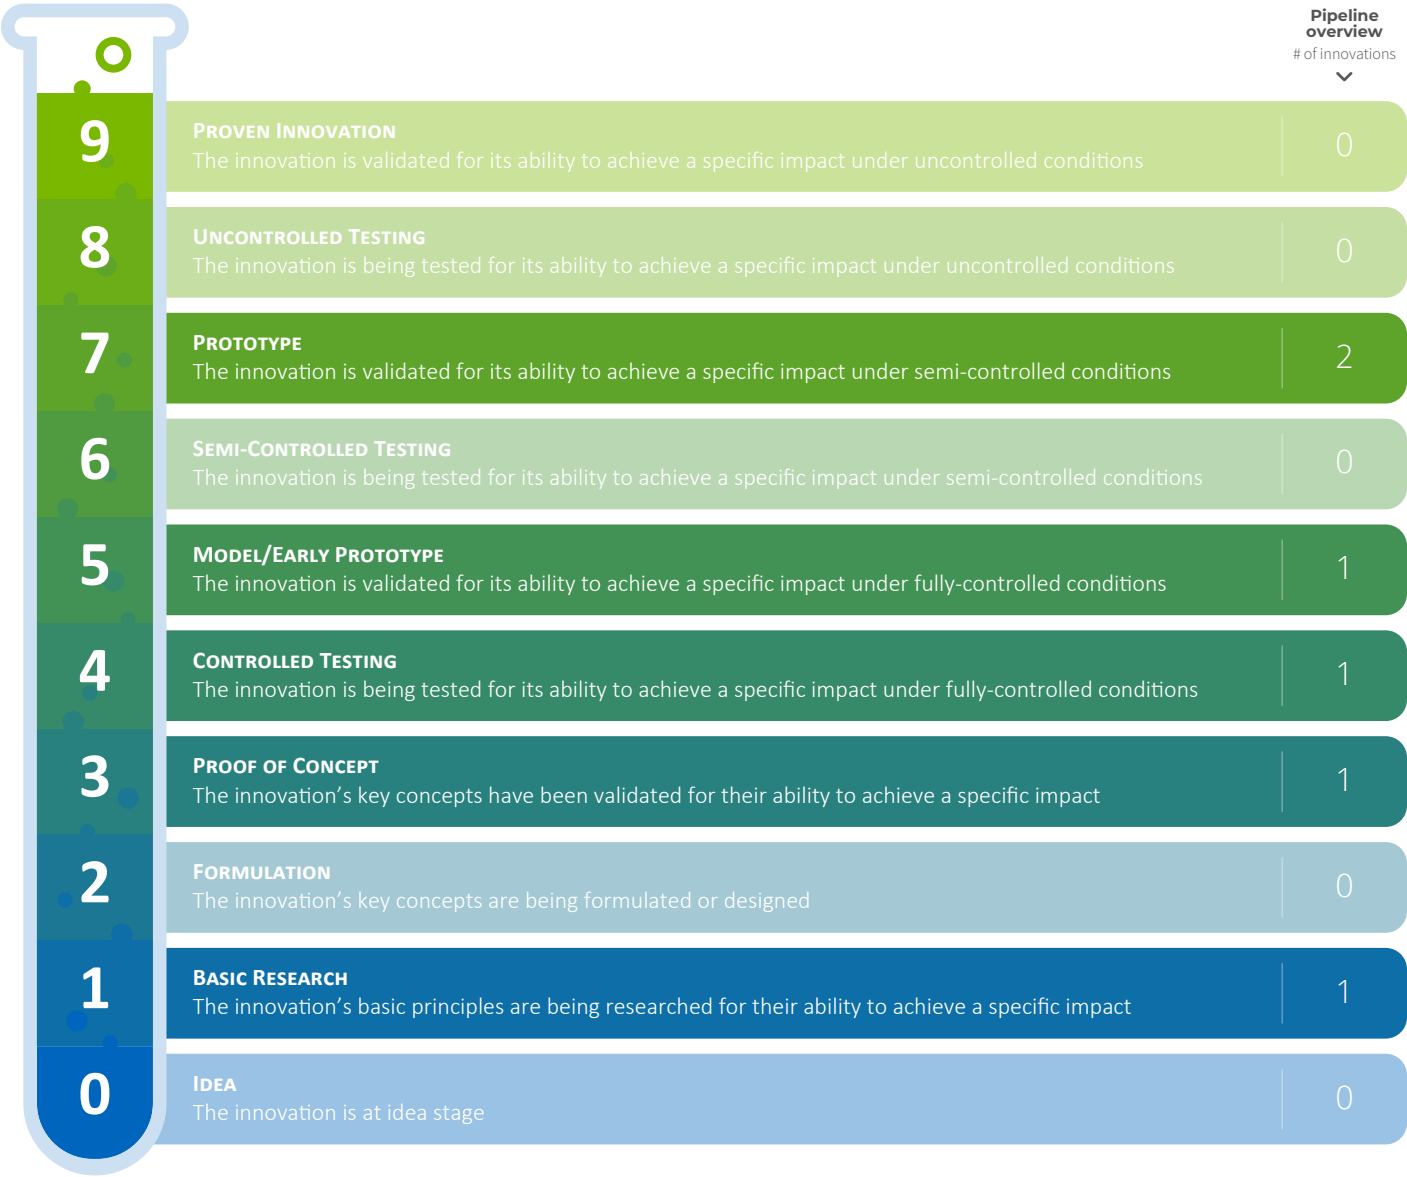 Pipeline
overview
# of innovations
9
PROVEN INNOVATION
The innovation is validated for its ability to achieve a specific impact under uncontrolled conditions
0
8
UNCONTROLLED TESTING
The innovation is being tested for its ability to achieve a specific impact under uncontrolled conditions
0
7
PROTOTYPE
The innovation is validated for its ability to achieve a specific impact under semi-controlled conditions
2
6
SEMI-CONTROLLED TESTING
The innovation is being tested for its ability to achieve a specific impact under semi-controlled conditions
0
5
MODEL/EARLY PROTOTYPE
The innovation is validated for its ability to achieve a specific impact under fully-controlled conditions
1
4
CONTROLLED TESTING
The innovation is being tested for its ability to achieve a specific impact under fully-controlled conditions
1
3
PROOF OF CONCEPT
The innovation’s key concepts have been validated for their ability to achieve a specific impact
1
2
FORMULATION
The innovation’s key concepts are being formulated or designed
0
1
BASIC RESEARCH
The innovation’s basic principles are being researched for their ability to achieve a specific impact
1
0
IDEA
The innovation is at idea stage
0